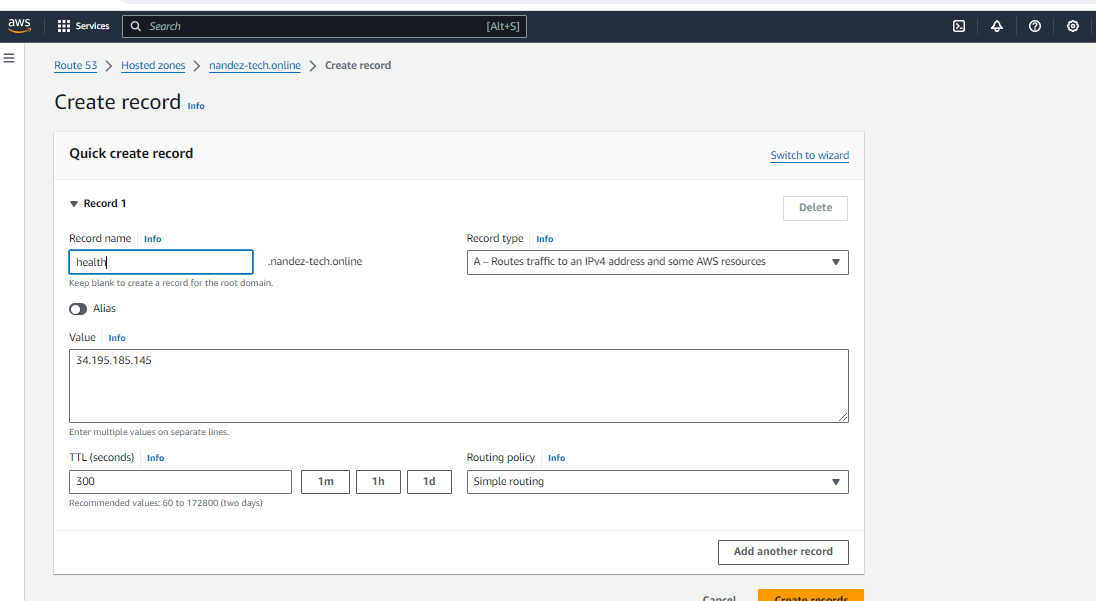 aws
Services
Search [Alt+S]
Route 53 > Hosted zones > nandez-tech.online > Create record
Create record Info
Quick create record
Switch to wizard
Record 1
Delete
Record name Info
Record type Info
health
.nandez-tech.online
A – Routes traffic to an IPv4 address and some AWS resources
Keep blank to create a record for the root domain.
Alias
Value Info
34.195.185.145
Enter multiple values on separate lines.
TTL (seconds) Info
Routing policy Info
300
1m
1h
1d
Simple routing
Recommended values: 60 to 172800 (two days)
Add another record
Cancel
Create records